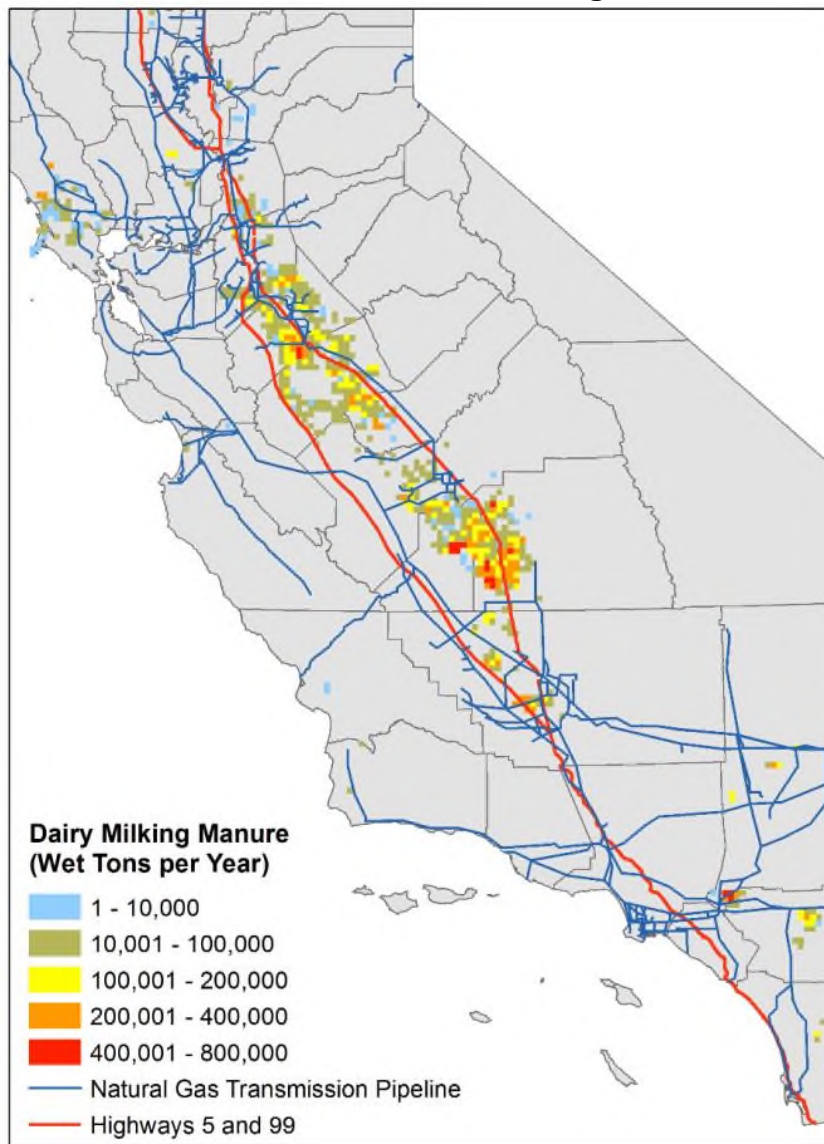 Dairy Milking Manure
(Wet Tons per Year)
1 - 10,000
10,001 - 100,000
100,001 - 200,000
200,001 - 400,000
400,001 - 800,000
Natural Gas Transmission Pipeline
Highways 5 and 99